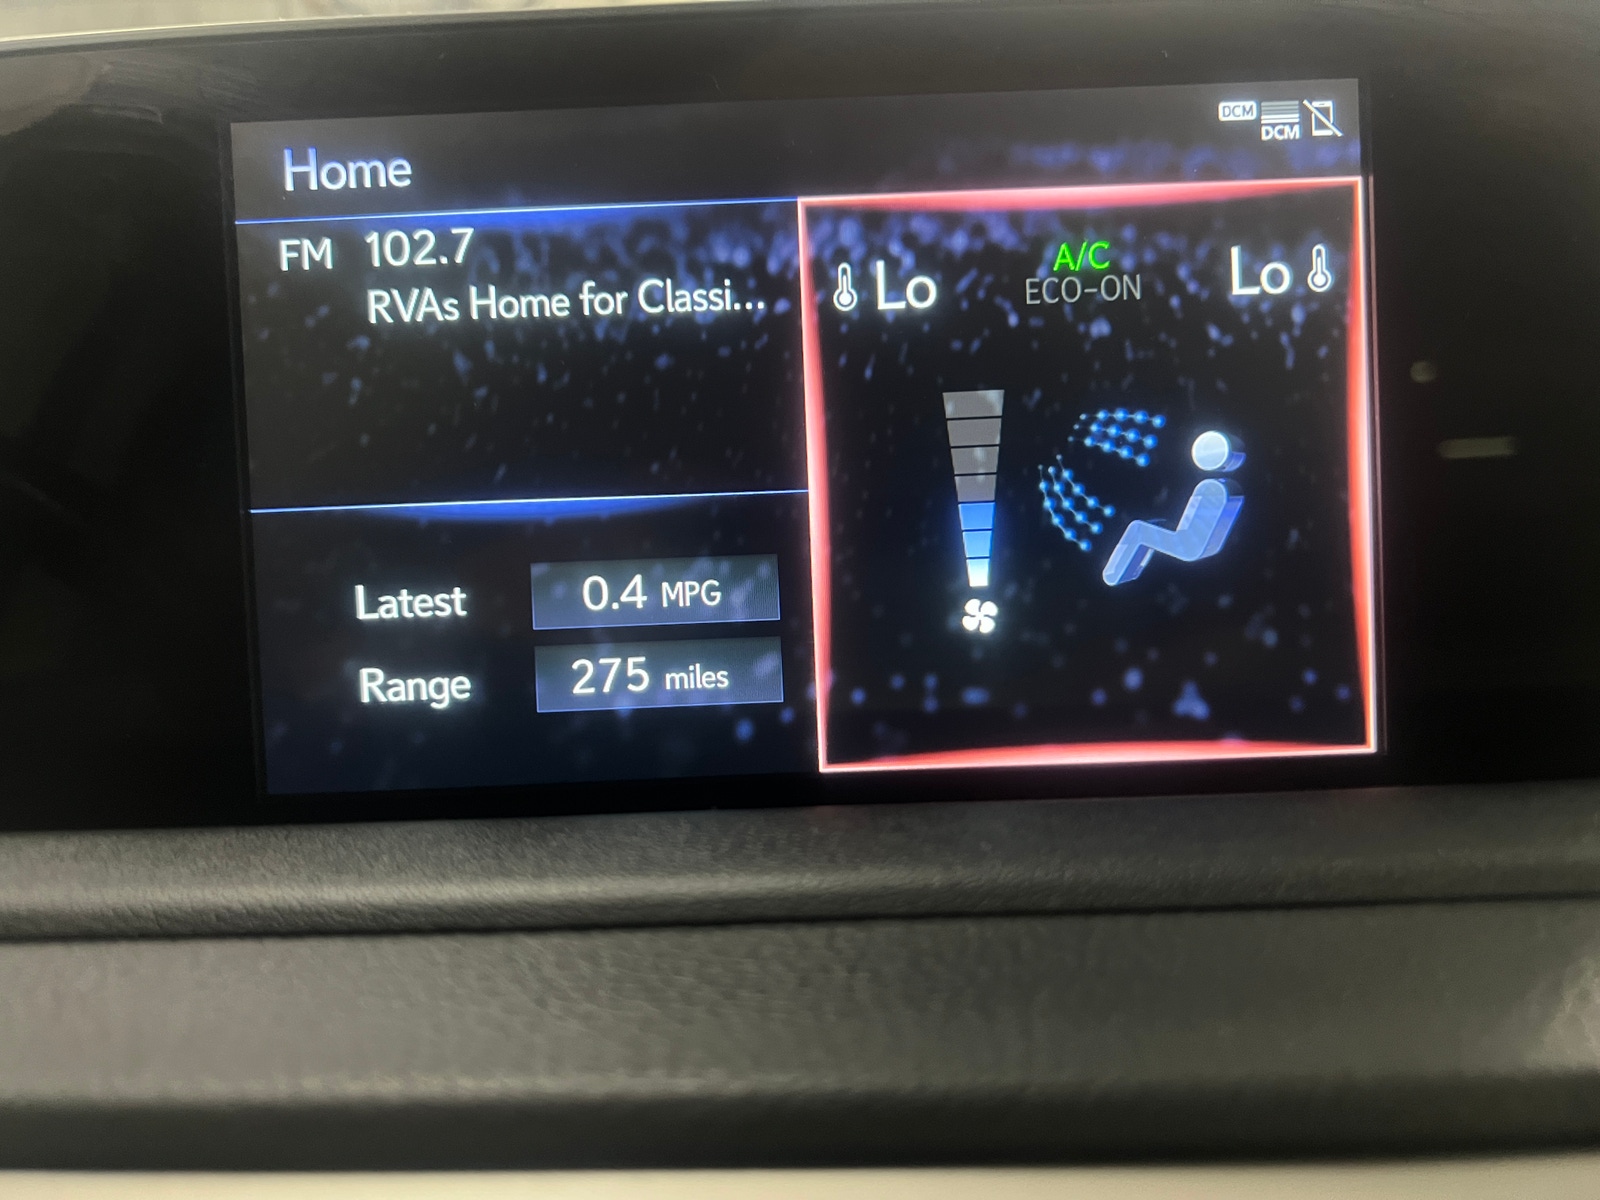 DCM
DCM
Home
FM 102.7
RVAs Home for Classi...
Lo
A/C
ECO-ON
Lo
Latest 0.4 MPG
Range 275 miles